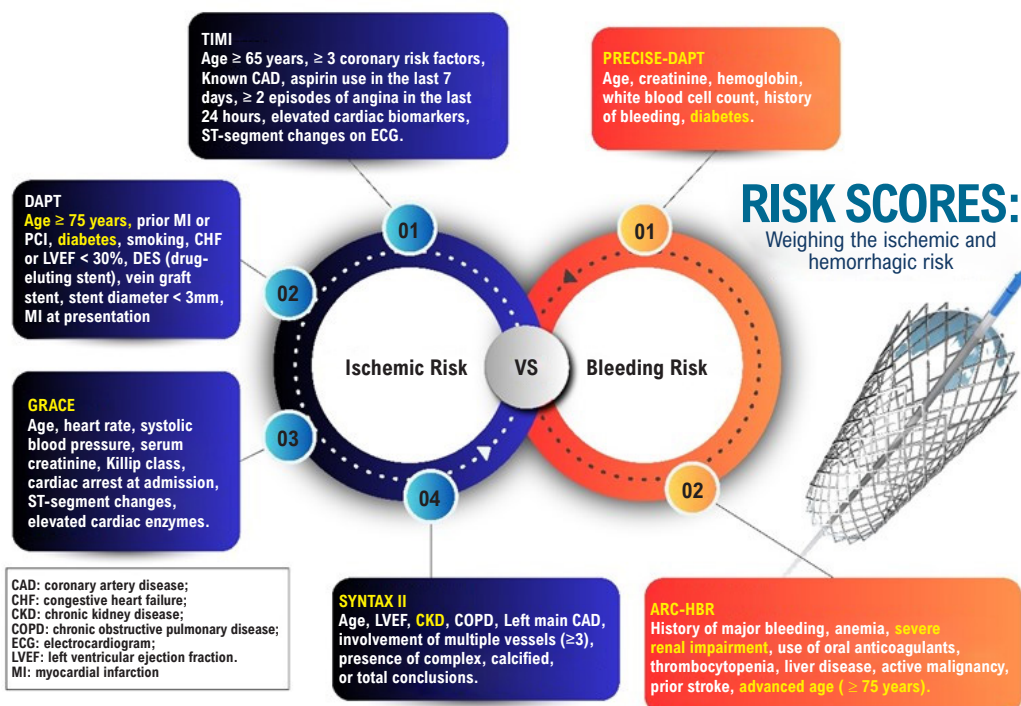 TIMI
Age ≥ 65 years, ≥ 3 coronary risk factors,
Known CAD, aspirin use in the last 7
days, ≥ 2 episodes of angina in the last
24 hours, elevated cardiac biomarkers,
ST-segment changes on ECG.
PRECISE-DAPT
Age, creatinine, hemoglobin,
white blood cell count, history
of bleeding, diabetes.
RISK SCORES:
Weighing the ischemic and
hemorrhagic risk
DAPT
Age ≥ 75 years, prior MI or
PCI, diabetes, smoking, CHF
or LVEF < 30%, DES (drug-
eluting stent), vein graft
stent, stent diameter < 3mm,
MI at presentation
01
02
03
04
Ischemic Risk
VS
Bleeding Risk
01
02
GRACE
Age, heart rate, systolic
blood pressure, serum
creatinine, Killip class,
cardiac arrest at admission,
ST-segment changes,
elevated cardiac enzymes.
CAD: coronary artery disease;
CHF: congestive heart failure;
CKD: chronic kidney disease;
COPD: chronic obstructive pulmonary disease;
ECG: electrocardiogram;
LVEF: left ventricular ejection fraction.
MI: myocardial infarction
SYNTAX II
Age, LVEF, CKD, COPD, Left main CAD,
involvement of multiple vessels (≥3),
presence of complex, calcified,
or total conclusions.
ARC-HBR
History of major bleeding, anemia, severe
renal impairment, use of oral anticoagulants,
thrombocytopenia, liver disease, active malignancy,
prior stroke, advanced age ( ≥ 75 years).